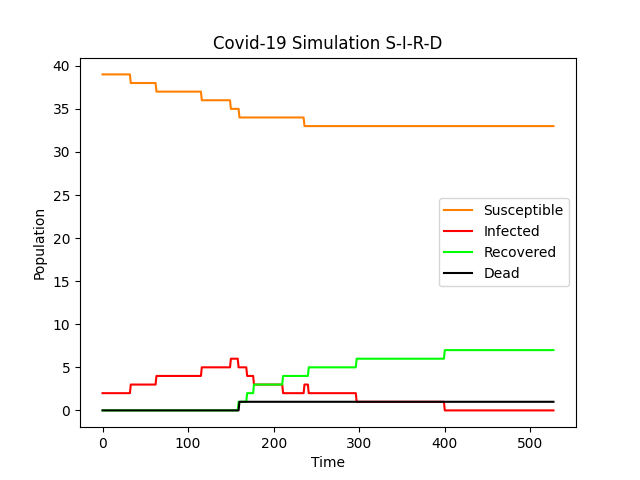 Covid-19 Simulation S-I-R-D
40
35
30
25
20
15
10
5
0
Population
Susceptible
Infected
Recovered
Dead
0 100 200 300 400 500
Time